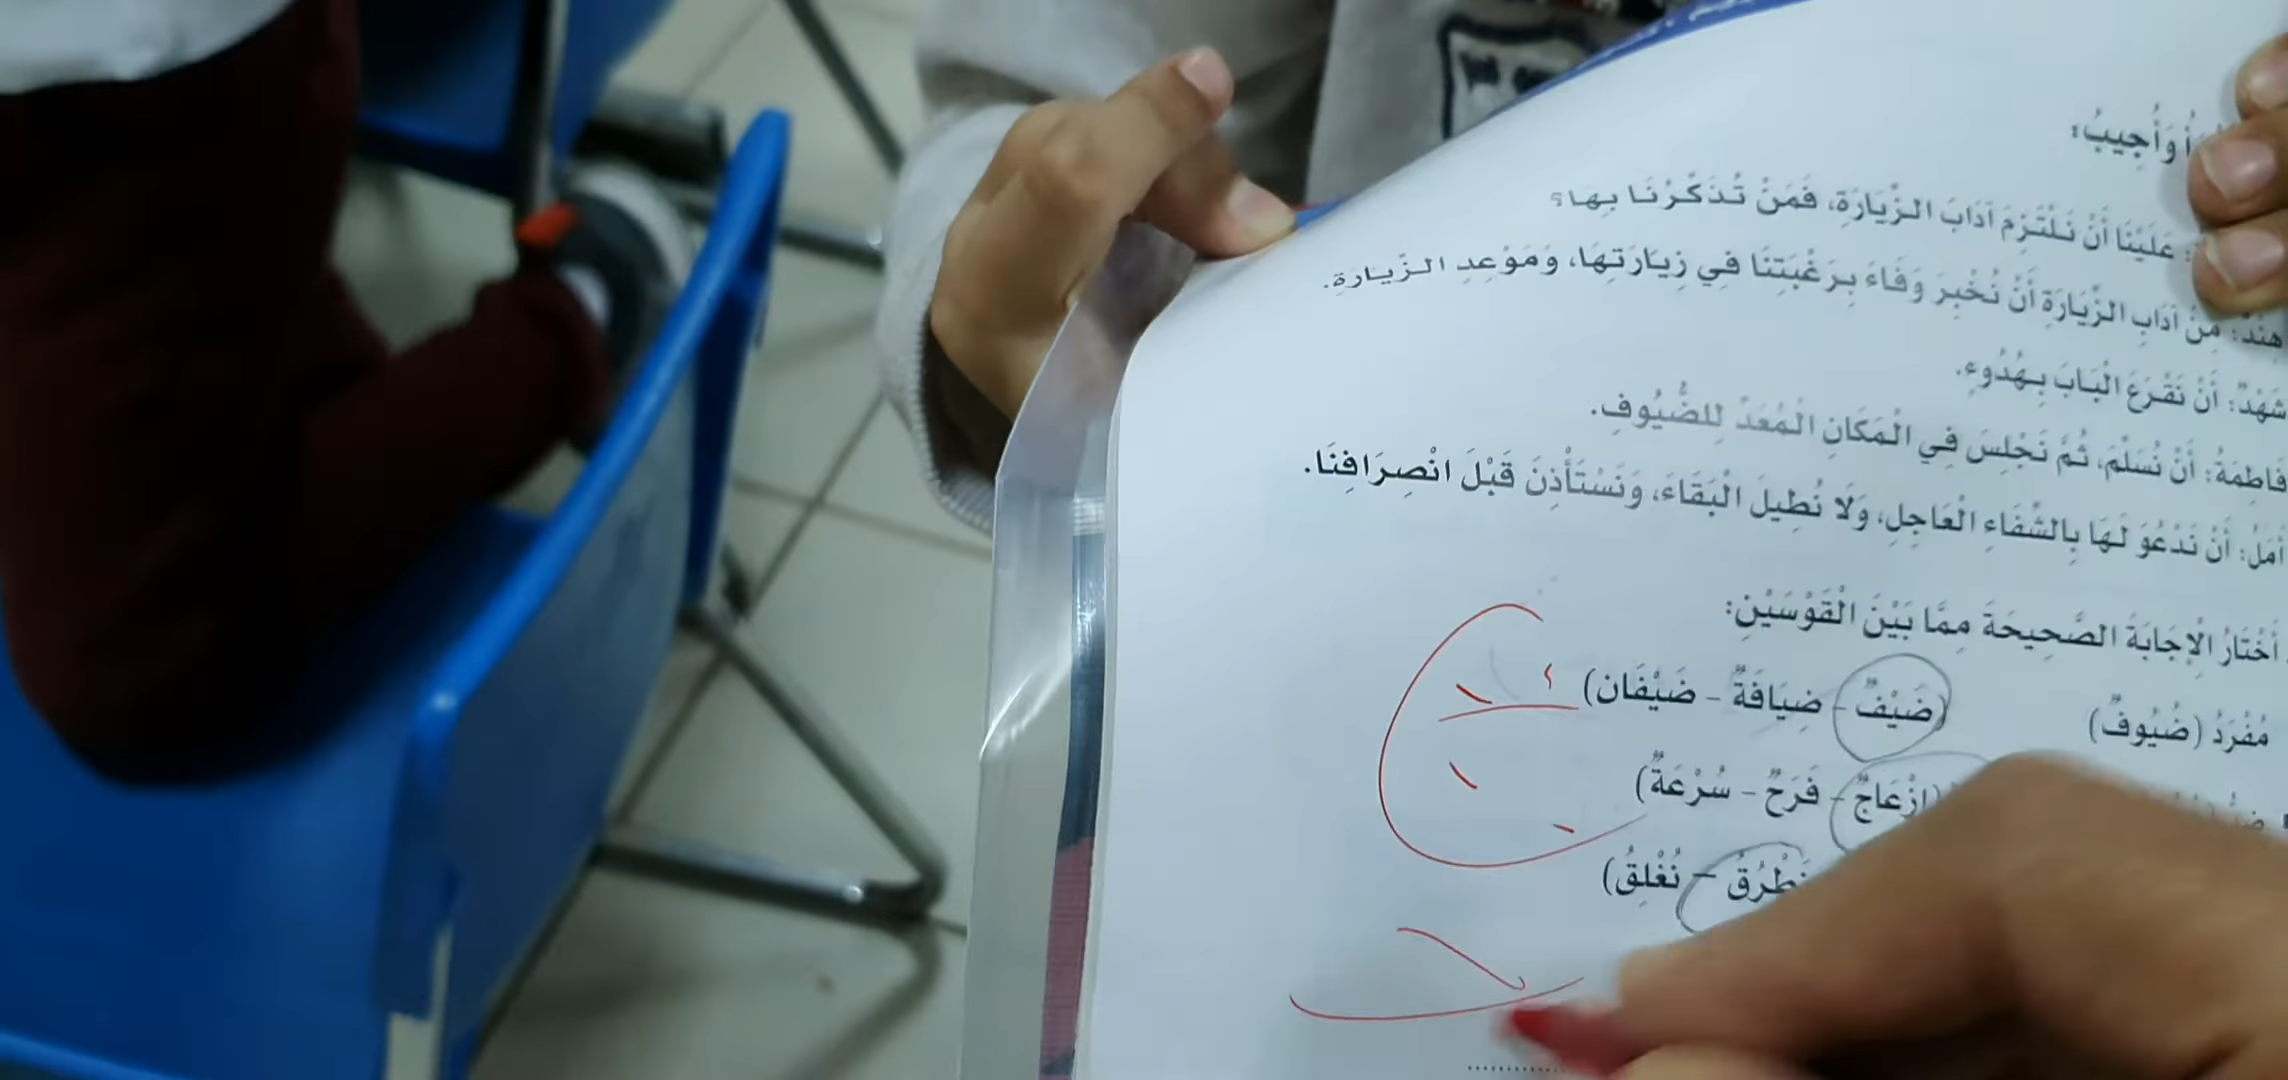 وَأُجِيبُ:
عَلَيْنَا أَنْ نَلْتَزِمَ آدَابَ الزِّيَارَةِ، فَمَنْ تُذَكِّرُنَا بِهَا؟
هِنْدٌ: مِنْ آدَابِ الزِّيَارَةِ أَنْ نُخْبِرَ وَفَاءَ بِرَغْبَتِنَا فِي زِيَارَتِهَا، وَمَوْعِدِ الزِّيَارَةِ.
شَهْدٌ: أَنْ نَقْرَعَ الْبَابَ بِهُدُوءٍ.
فَاطِمَةُ: أَنْ نُسَلِّمَ، ثُمَّ نَجْلِسَ فِي الْمَكَانِ الْمُعَدِّ لِلضُّيُوفِ.
أَمَلُ: أَنْ نَدْعُوَ لَهَا بِالشِّفَاءِ الْعَاجِلِ، وَلَا نُطِيلَ الْبَقَاءَ، وَنَسْتَأْذِنَ قَبْلَ انْصِرَافِنَا.
أَخْتَارُ الْإِجَابَةَ الصَّحِيحَةَ مِمَّا بَيْنَ الْقَوْسَيْنِ:
مُفْرَدُ (ضُيُوفٌ) (ضَيْفٌ - ضِيَافَةٌ - ضَيْفَان)
(إِزْعَاجٌ - فَرَحٌ - سُرْعَةٌ)
نَطْرُقُ - نُغْلِقُ)